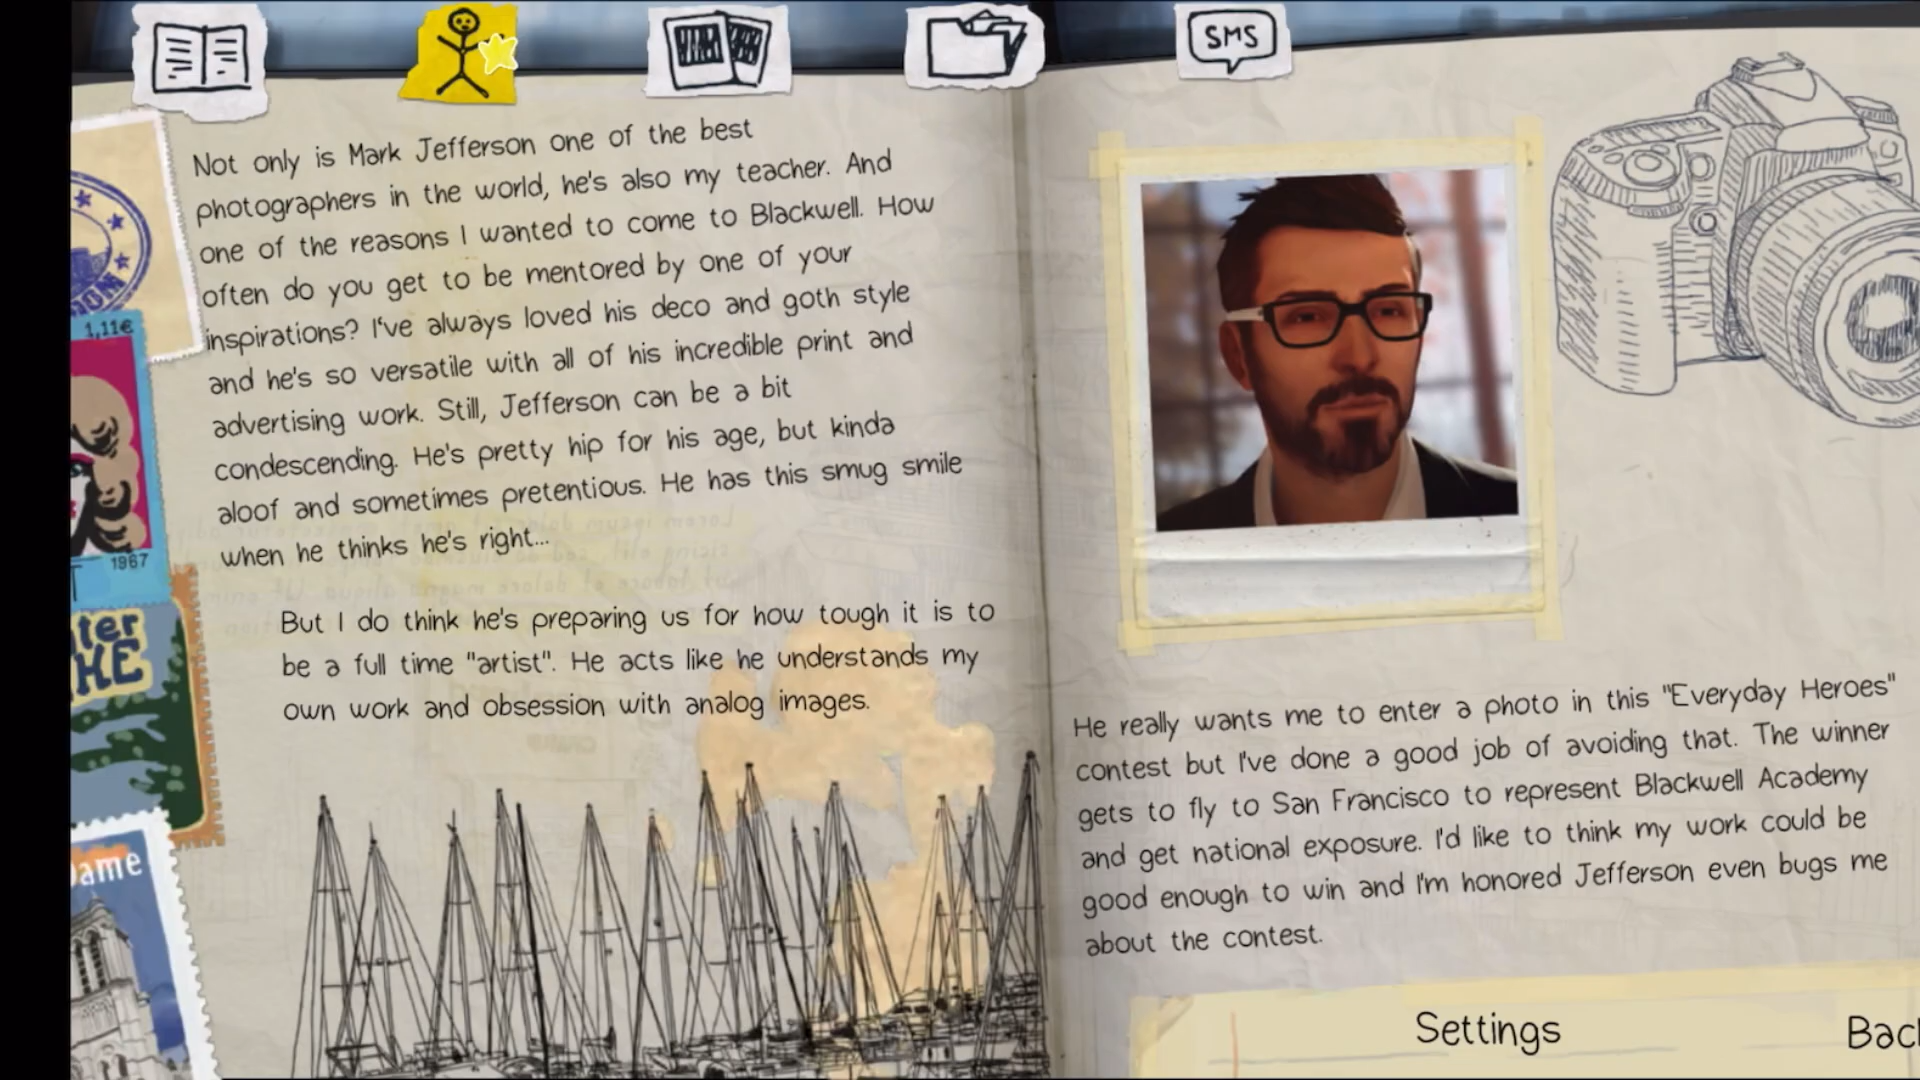 SMS
Not only is Mark Jefferson one of the best
photographers in the world, he's also my teacher. And
one of the reasons I wanted to come to Blackwell. How
often do you get to be mentored by one of your
inspirations? I've always loved his deco and goth style
and he's so versatile with all of his incredible print and
advertising work. Still, Jefferson can be a bit
condescending. He's pretty hip for his age, but kinda
aloof and sometimes pretentious. He has this smug smile
when he thinks he's right...
But I do think he's preparing us for how tough it is to
be a full time "artist". He acts like he understands my
own work and obsession with analog images.
1,11€
1967
He really wants me to enter a photo in this "Everyday Heroes"
contest but I've done a good job of avoiding that. The winner
gets to fly to San Francisco to represent Blackwell Academy
and get national exposure. I'd like to think my work could be
good enough to win and I'm honored Jefferson even bugs me
about the contest.
Settings